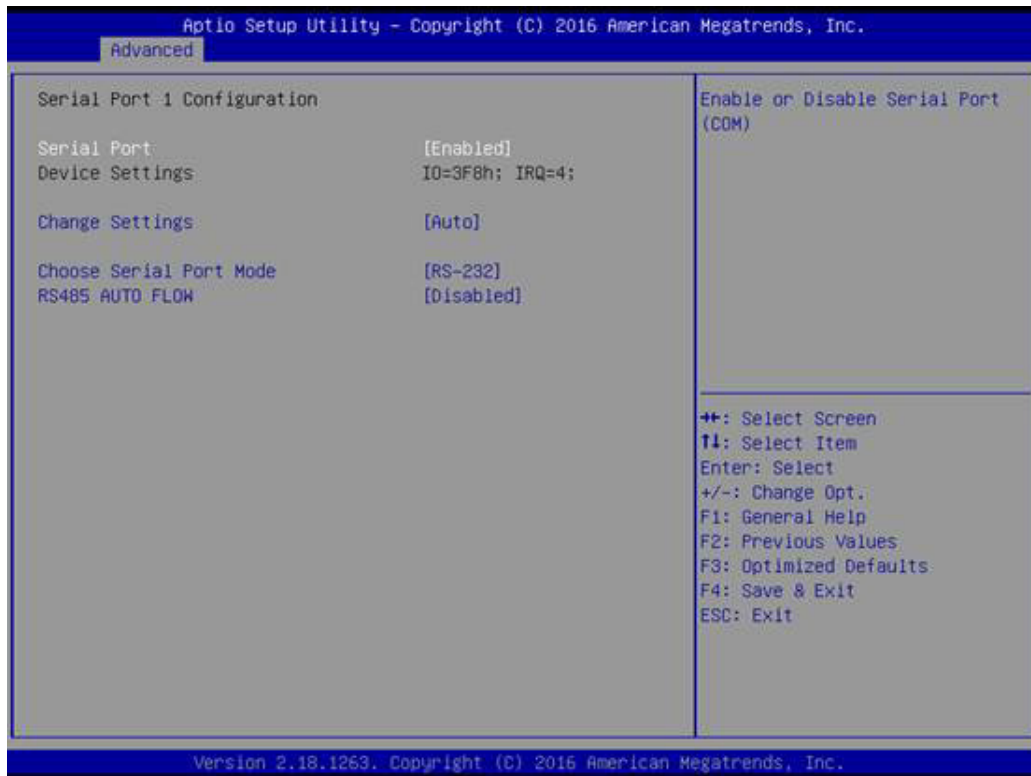 Aptio Setup Utility – Copyright (C) 2016 American Megatrends, Inc.
Advanced
Serial Port 1 Configuration
Serial Port [Enabled]
Device Settings IO=3F8h; IRQ=4;
Change Settings [Auto]
Choose Serial Port Mode [RS-232]
RS485 AUTO FLOW [Disabled]
Enable or Disable Serial Port
(COM)
→←: Select Screen
↑↓: Select Item
Enter: Select
+/-: Change Opt.
F1: General Help
F2: Previous Values
F3: Optimized Defaults
F4: Save & Exit
ESC: Exit
Version 2.18.1263. Copyright (C) 2016 American Megatrends, Inc.